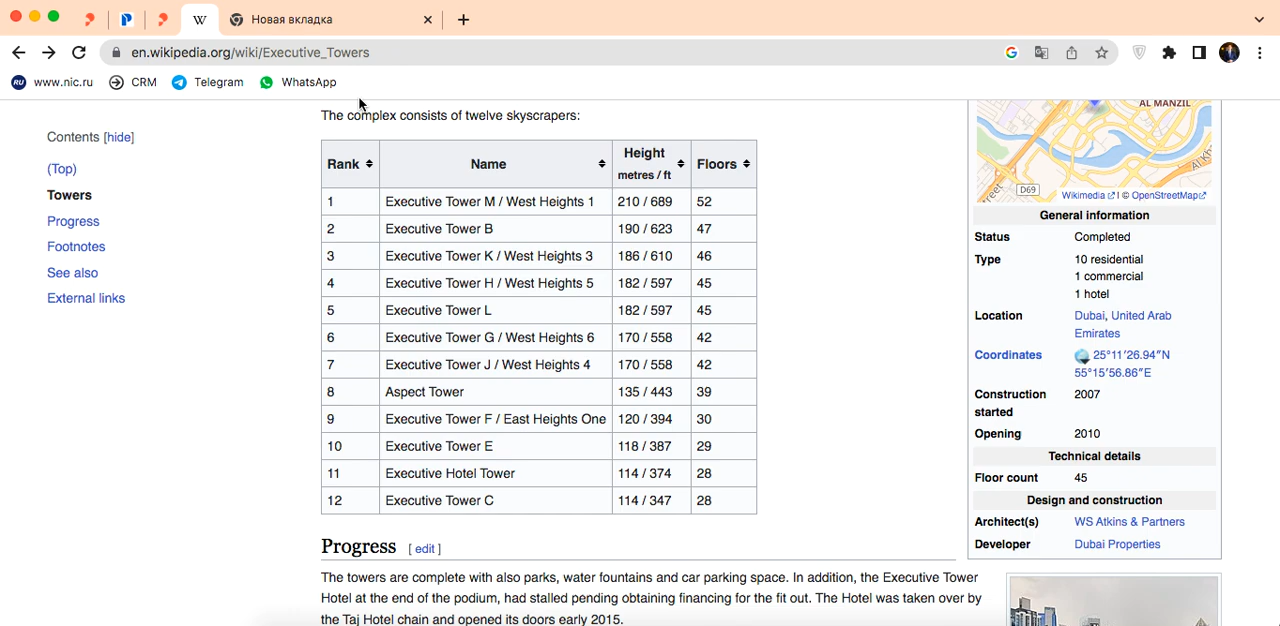 W
Новая вкладка
en.wikipedia.org/wiki/Executive_Towers
RU www.nic.ru CRM Telegram WhatsApp
Contents [hide]
(Top)
Towers
Progress
Footnotes
See also
External links
The complex consists of twelve skyscrapers:
Rank Name Height metres / ft Floors
1 Executive Tower M / West Heights 1 210 / 689 52
2 Executive Tower B 190 / 623 47
3 Executive Tower K / West Heights 3 186 / 610 46
4 Executive Tower H / West Heights 5 182 / 597 45
5 Executive Tower L 182 / 597 45
6 Executive Tower G / West Heights 6 170 / 558 42
7 Executive Tower J / West Heights 4 170 / 558 42
8 Aspect Tower 135 / 443 39
9 Executive Tower F / East Heights One 120 / 394 30
10 Executive Tower E 118 / 387 29
11 Executive Hotel Tower 114 / 374 28
12 Executive Tower C 114 / 347 28
Progress [ edit ]
The towers are complete with also parks, water fountains and car parking space. In addition, the Executive Tower
Hotel at the end of the podium, had stalled pending obtaining financing for the fit out. The Hotel was taken over by
the Taj Hotel chain and opened its doors early 2015.
AL MANZIL
D69
Wikimedia | © OpenStreetMap
General information
Status Completed
Type 10 residential
1 commercial
1 hotel
Location Dubai, United Arab
Emirates
Coordinates 25°11′26.94″N
55°15′56.86″E
Construction
started 2007
Opening 2010
Technical details
Floor count 45
Design and construction
Architect(s) WS Atkins & Partners
Developer Dubai Properties